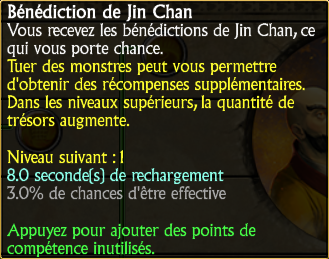 Bénédiction de Jin Chan
Vous recevez les bénédictions de Jin Chan, ce
qui vous porte chance.
Tuer des monstres peut vous permettre
d'obtenir des récompenses supplémentaires.
Dans les niveaux supérieurs, la quantité de
trésors augmente.
Niveau suivant : 1
8.0 seconde(s) de rechargement
3.0% de chances d'être effective
Appuyez pour ajouter des points de
compétence inutilisés.